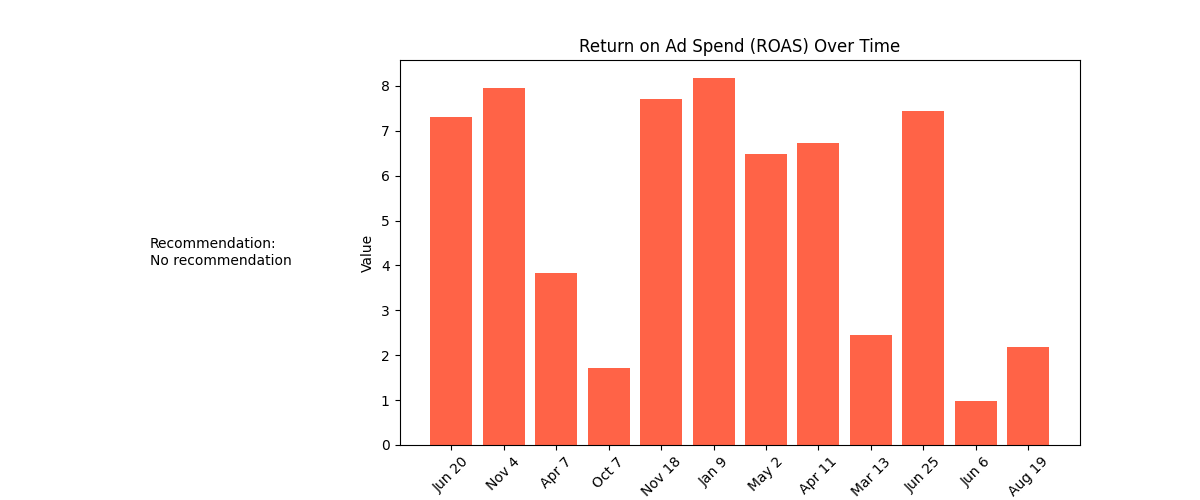 Return on Ad Spend (ROAS) Over Time
Recommendation:
No recommendation
Value
8
7
6
5
4
3
2
1
0
Jun 20
Nov 4
Apr 7
Oct 7
Nov 18
Jan 9
May 2
Apr 11
Mar 13
Jun 25
Jun 6
Aug 19